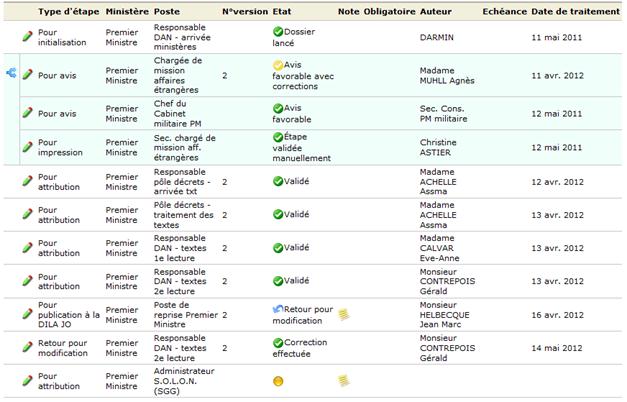 Type d'étape Ministère Poste N°version Etat Note Obligatoire Auteur Echéance Date de traitement
Pour initialisation Premier Ministre Responsable DAN - arrivée ministères Dossier lancé DARMIN 11 mai 2011
Pour avis Premier Ministre Chargée de mission affaires étrangères 2 Avis favorable avec corrections Madame MUHLL Agnès 11 avr. 2012
Pour avis Premier Ministre Chef du Cabinet militaire PM Avis favorable Sec. Cons. PM militaire 12 mai 2011
Pour impression Premier Ministre Sec. chargé de mission aff. étrangères Étape validée manuellement Christine ASTIER 12 mai 2011
Pour attribution Premier Ministre Responsable pôle décrets - arrivée txt 2 Validé Madame ACHELLE Assma 12 avr. 2012
Pour attribution Premier Ministre Pôle décrets - traitement des textes 2 Validé Madame ACHELLE Assma 13 avr. 2012
Pour attribution Premier Ministre Responsable DAN - textes 1e lecture 2 Validé Madame CALVAR Eve-Anne 13 avr. 2012
Pour attribution Premier Ministre Responsable DAN - textes 2e lecture 2 Validé Monsieur CONTREPOIS Gérald 13 avr. 2012
Pour publication à la DILA JO Premier Ministre Poste de reprise Premier Ministre 2 Retour pour modification Monsieur HELBECQUE Jean Marc 16 avr. 2012
Retour pour modification Premier Ministre Responsable DAN - textes 2e lecture 2 Correction effectuée Monsieur CONTREPOIS Gérald 14 mai 2012
Pour attribution Premier Ministre Administrateur S.O.L.O.N. (SGG)